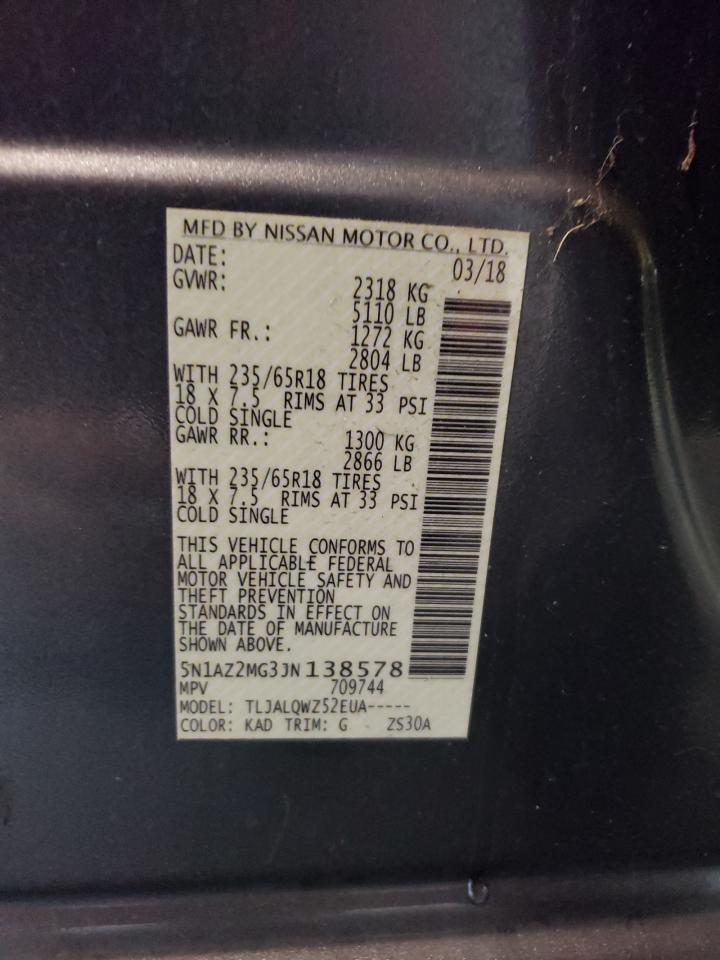 MFD BY NISSAN MOTOR CO., LTD.
DATE: 03/18
GVWR: 2318 KG
5110 LB
GAWR FR.: 1272 KG
2804 LB
WITH 235/65R18 TIRES
18 X 7.5 RIMS AT 33 PSI
COLD SINGLE
GAWR RR.: 1300 KG
2866 LB
WITH 235/65R18 TIRES
18 X 7.5 RIMS AT 33 PSI
COLD SINGLE
THIS VEHICLE CONFORMS TO
ALL APPLICABLE FEDERAL
MOTOR VEHICLE SAFETY AND
THEFT PREVENTION
STANDARDS IN EFFECT ON
THE DATE OF MANUFACTURE
SHOWN ABOVE.
5N1AZ2MG3JN138578
MPV 709744
MODEL: TLJALQWZ52EUA-----
COLOR: KAD TRIM: G ZS30A